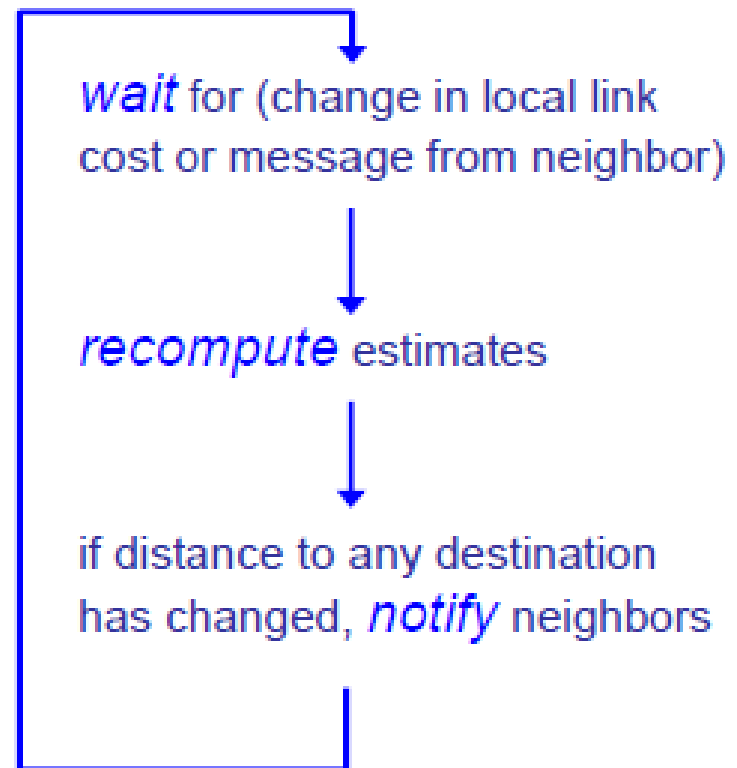 wait for (change in local link
cost or message from neighbor)
recompute estimates
if distance to any destination
has changed, notify neighbors